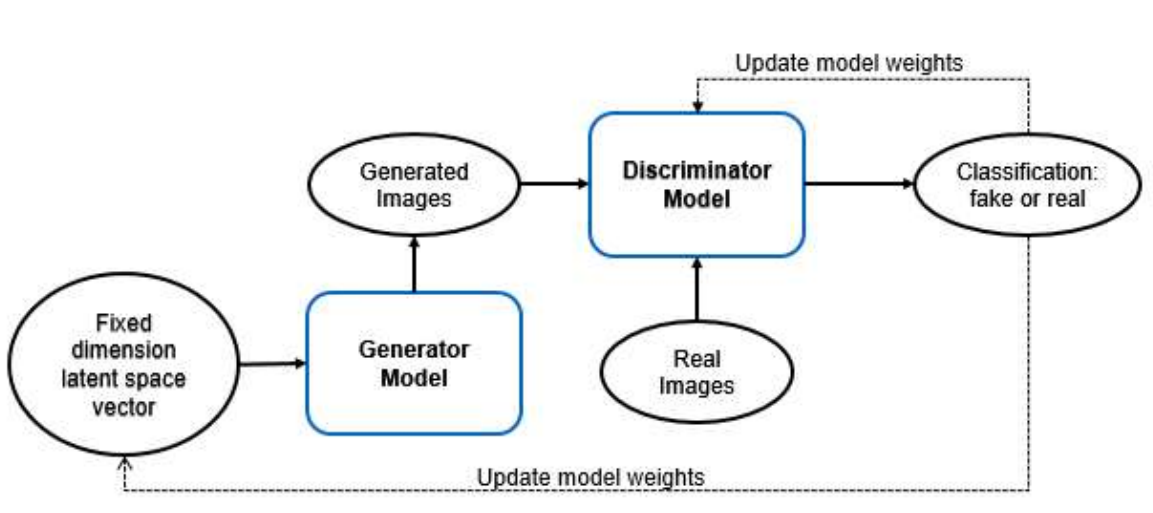 Update model weights
Generated
Images
Discriminator
Model
Classification:
fake or real
Fixed
dimension
latent space
vector
Generator
Model
Real
Images
Update model weights